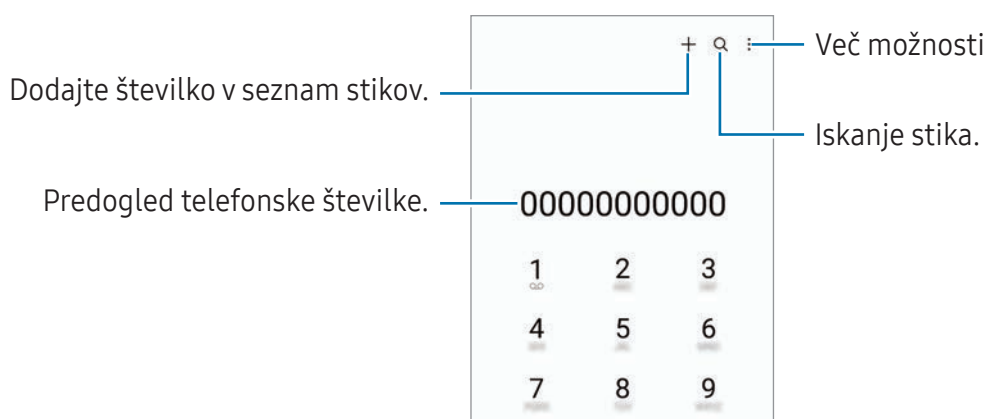 Več možnosti
Dodajte številko v seznam stikov.
Iskanje stika.
Predogled telefonske številke.
00000000000
1 2 3
4 5 6
7 8 9